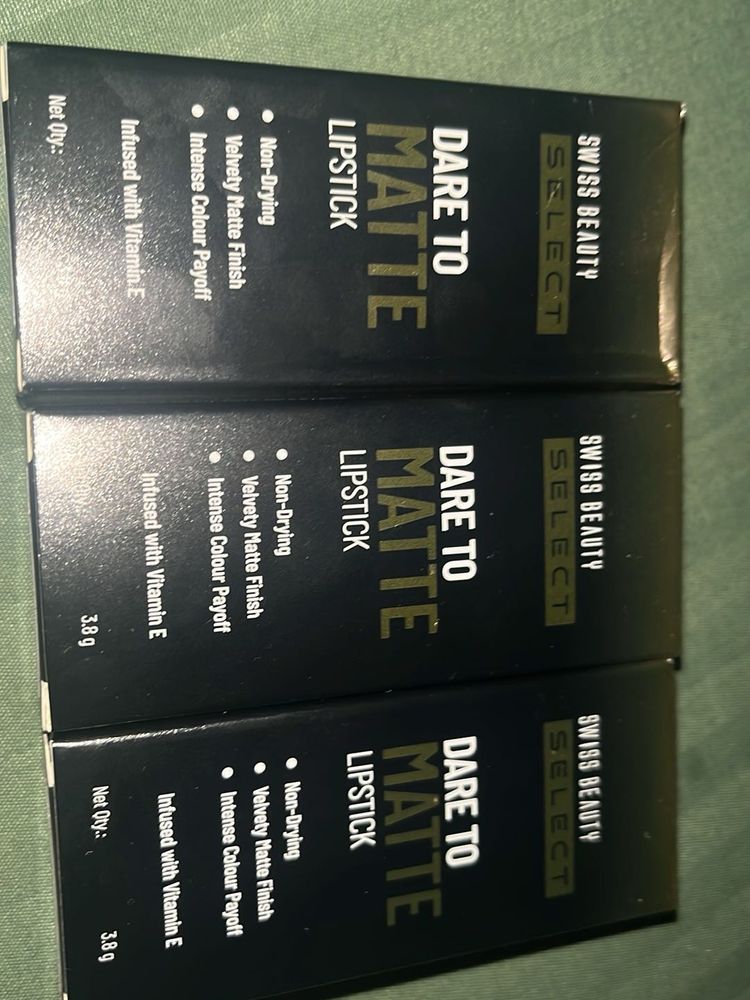 SWISS BEAUTY
SELECT
DARE TO
MATTE
LIPSTICK
Non-Drying
Velvety Matte Finish
Intense Colour Payoff
Infused with Vitamin E
Net Qty.:
SWISS BEAUTY
SELECT
DARE TO
MATTE
LIPSTICK
Non-Drying
Velvety Matte Finish
Intense Colour Payoff
Infused with Vitamin E
3.8 g
SWISS BEAUTY
SELECT
DARE TO
MATTE
LIPSTICK
Non-Drying
Velvety Matte Finish
Intense Colour Payoff
Infused with Vitamin E
Net Qty.: 3.8 g